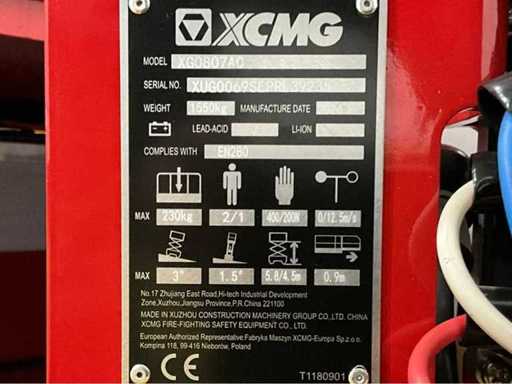 XCMG
MODEL XG0807AC
SERIAL NO.
WEIGHT 1550kg MANUFACTURE DATE
LEAD-ACID LI-ION
COMPLIES WITH EN280
MAX 230kg 2/1 400/200N 0/12.5m/s
MAX 3° 1.5° 5.8/4.5m 0.9m
No.17 Zhujiang East Road,Hi-tech Industrial Development
Zone,Xuzhou,Jiangsu Province,P.R.China 221100
MADE IN XUZHOU CONSTRUCTION MACHINERY GROUP CO.,LTD. CHINA
XCMG FIRE-FIGHTING SAFETY EQUIPMENT CO., LTD.
European Authorized Representative:Fabryka Maszyn XCMG-Europa Sp.z o.o.
Kompina 118, 99-416 Nieborów, Poland
CE T1180901